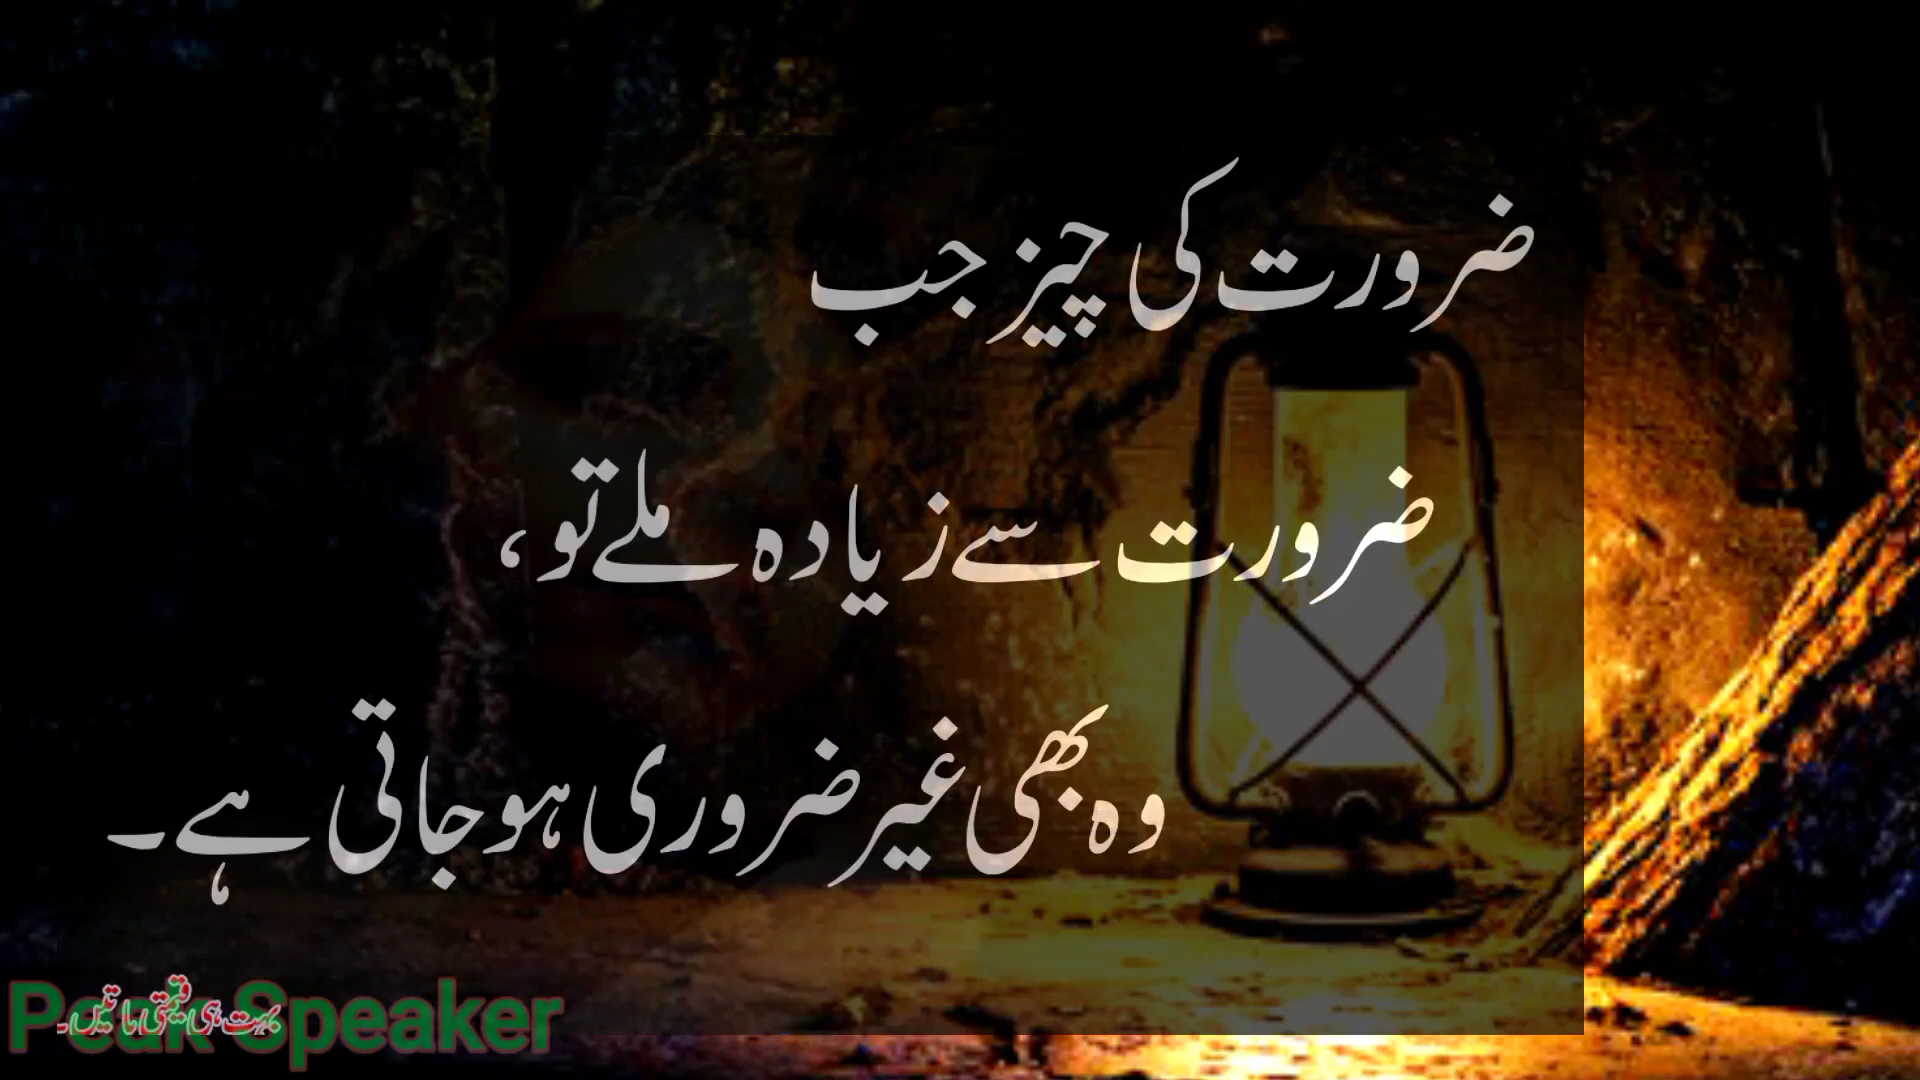 ضرورت کی چیز جب
ضرورت سے زیادہ ملے تو،
وہ بھی غیر ضروری ہو جاتی ہے۔
Peak Speaker
بہت ہی قیمتی باتیں۔